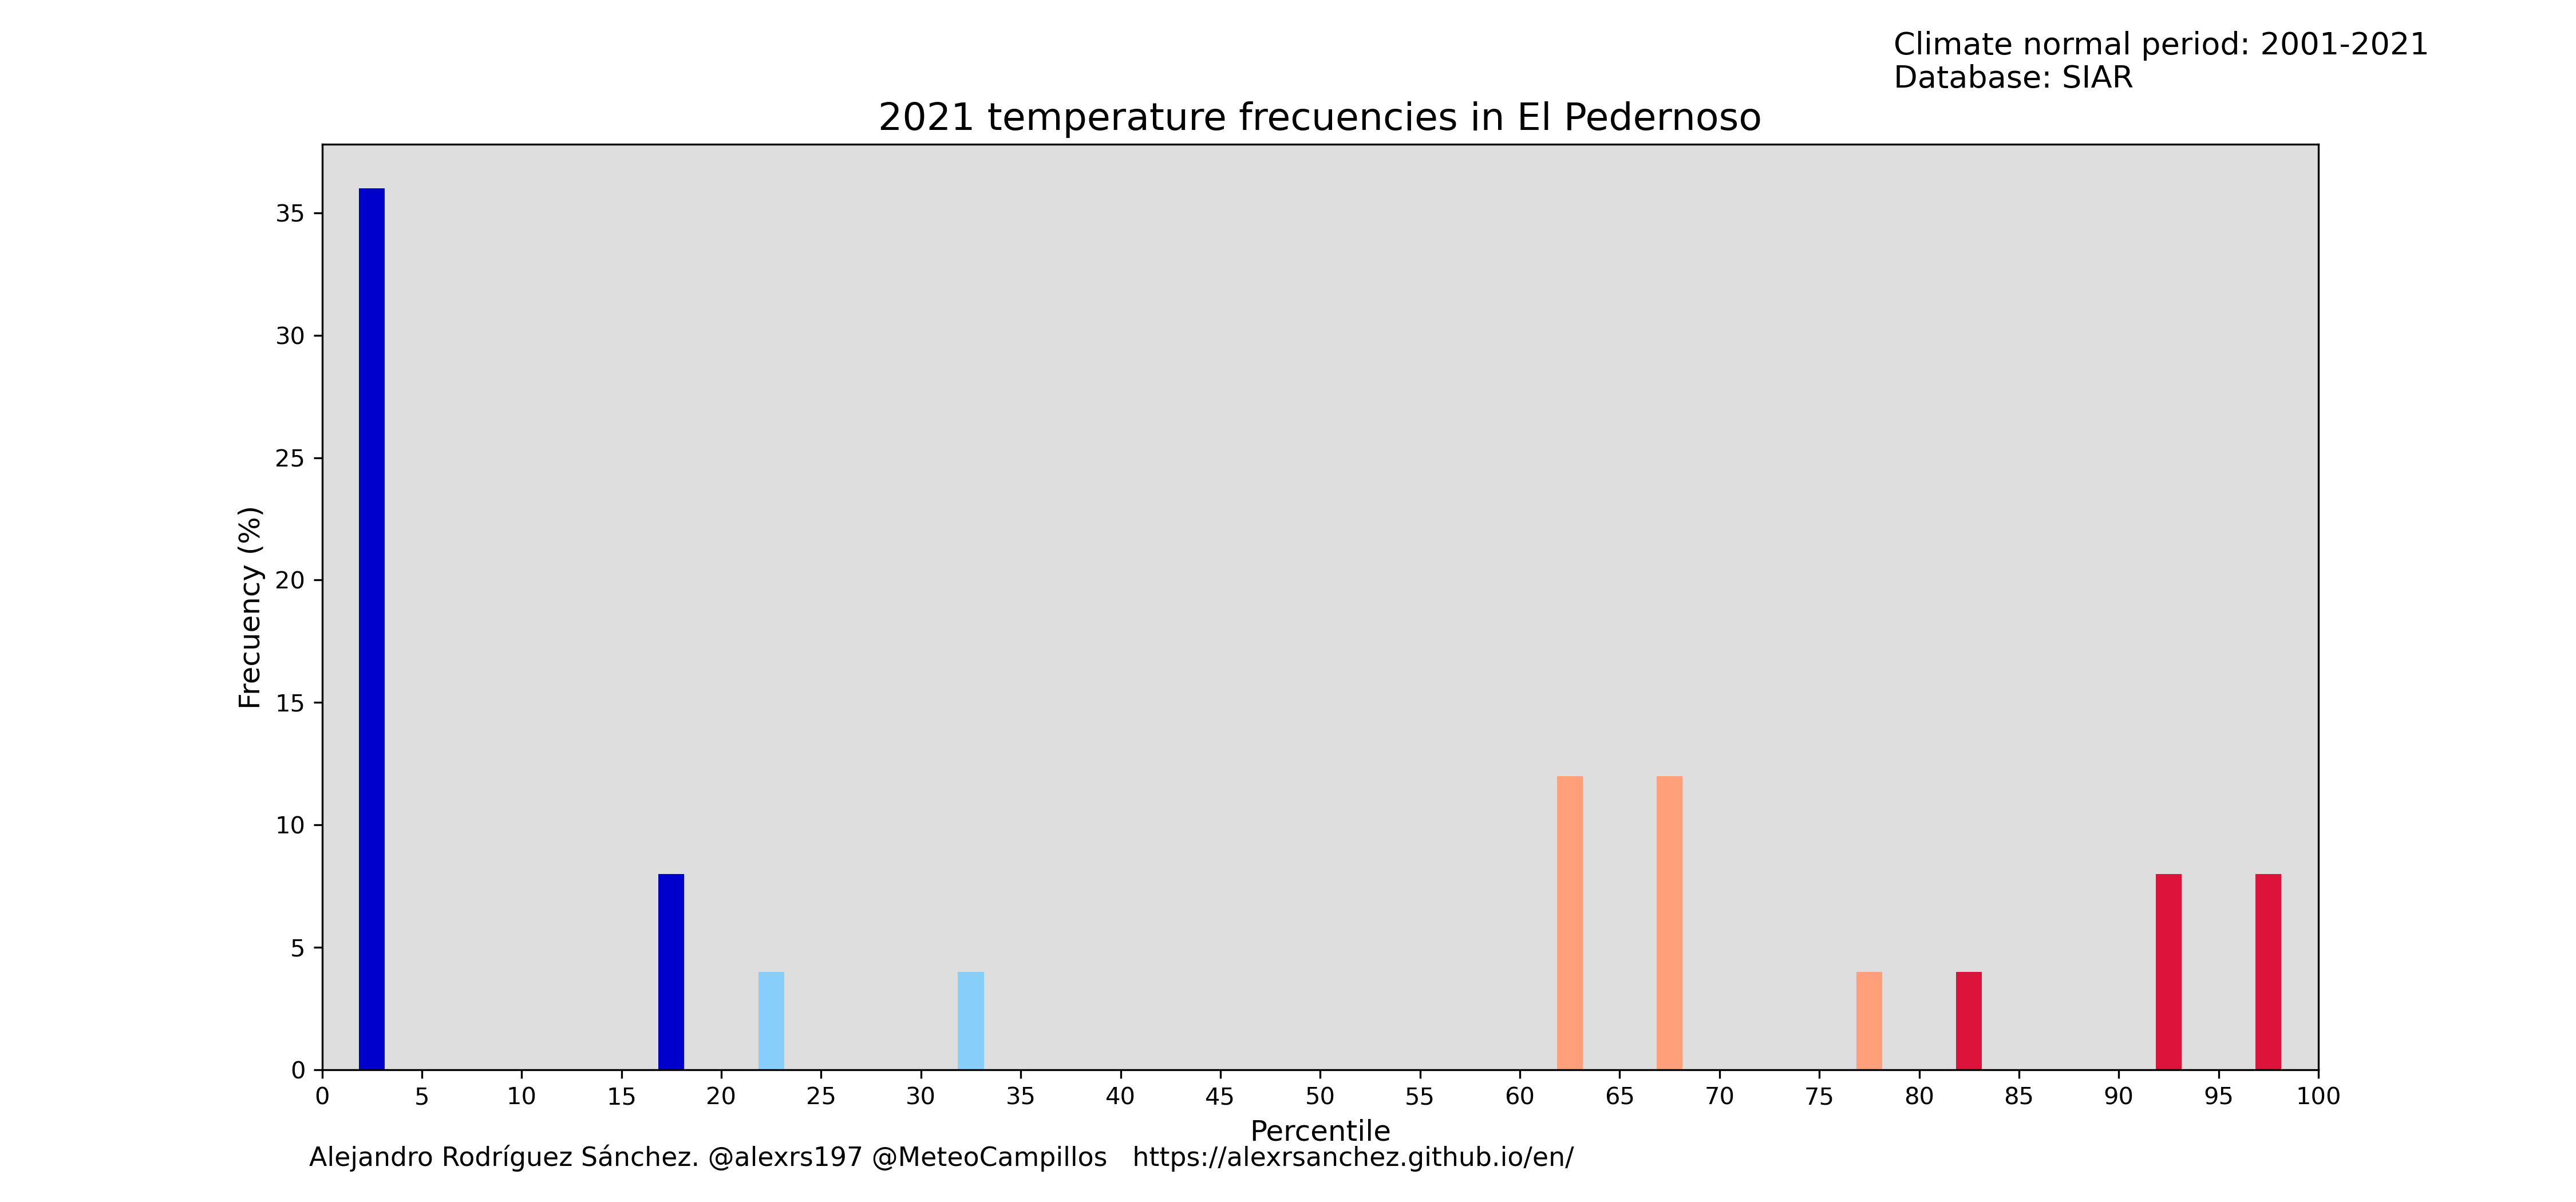 Climate normal period: 2001-2021
Database: SIAR
2021 temperature frecuencies in El Pedernoso
Frecuency (%)
35
30
25
20
15
10
5
0
0 5 10 15 20 25 30 35 40 45 50 55 60 65 70 75 80 85 90 95 100
Percentile
Alejandro Rodríguez Sánchez. @alexrs197 @MeteoCampillos https://alexrsanchez.github.io/en/